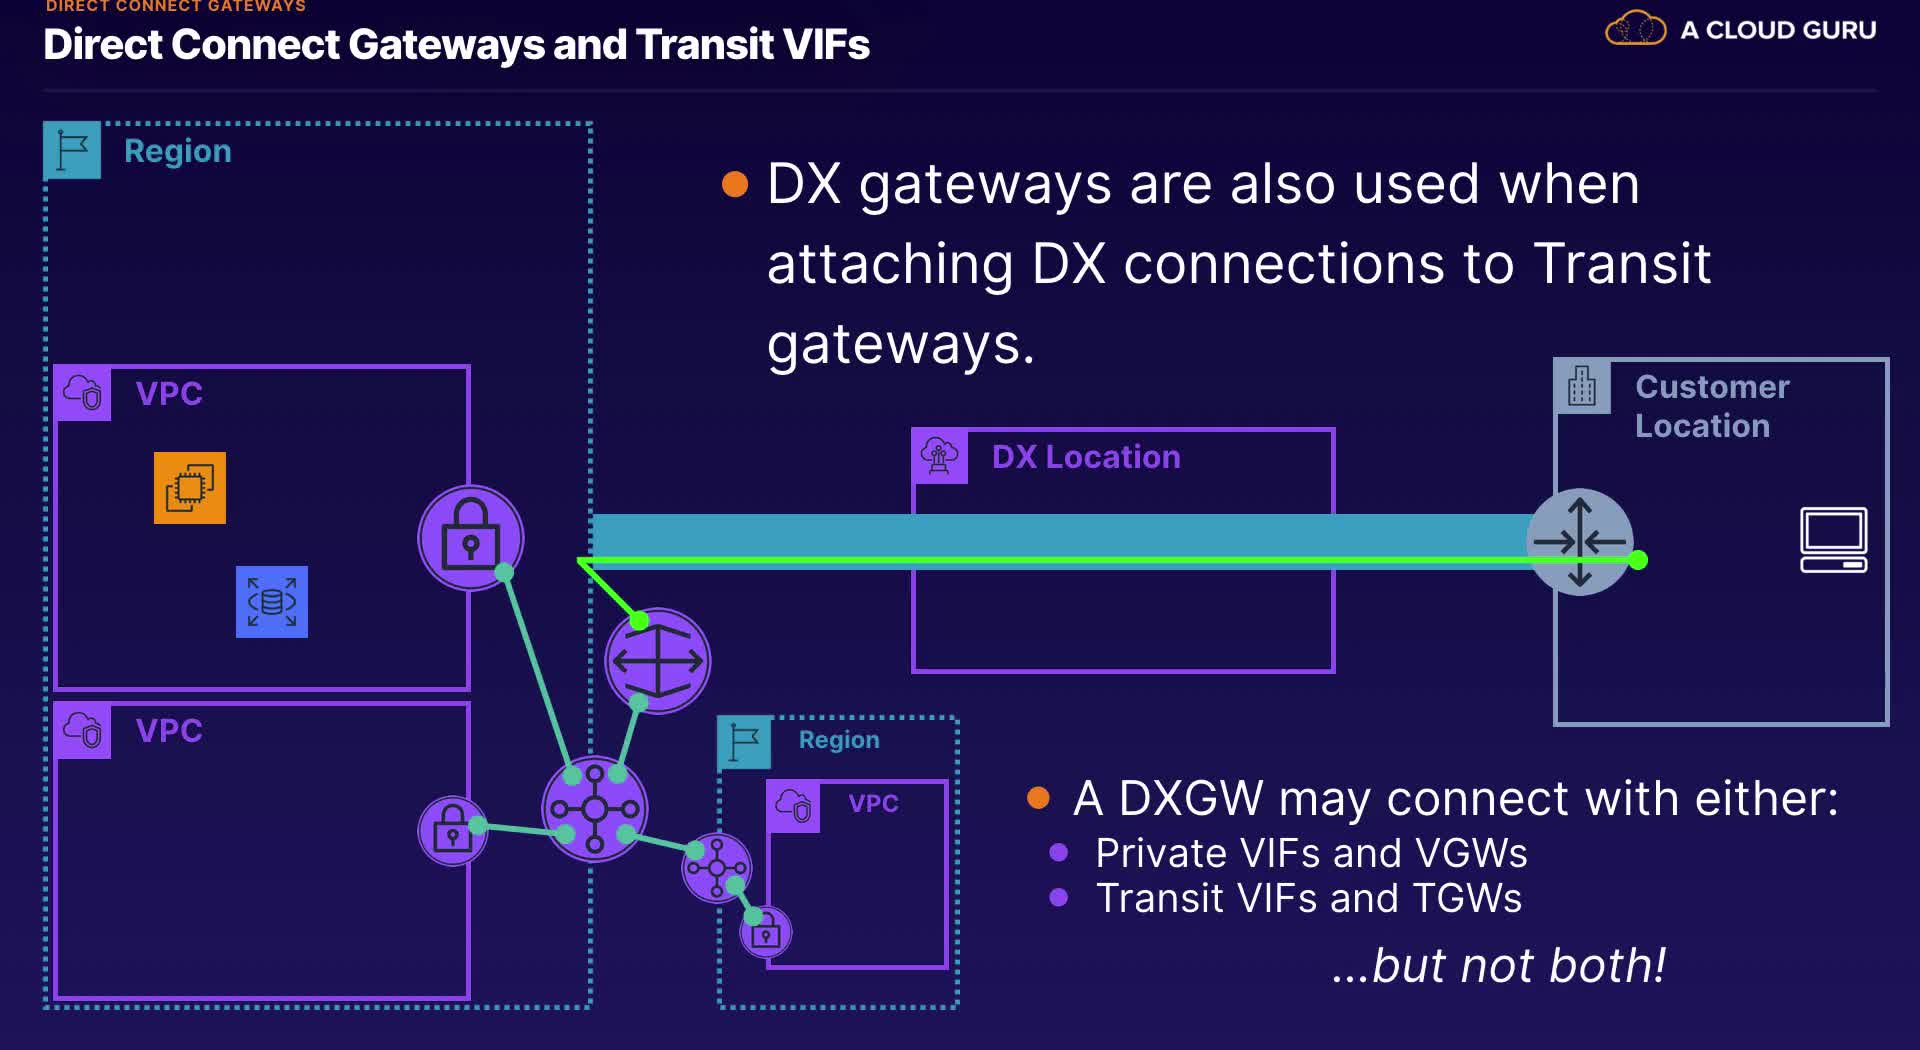 DIRECT CONNECT GATEWAYS
Direct Connect Gateways and Transit VIFs
A CLOUD GURU
Region
DX gateways are also used when
attaching DX connections to Transit
gateways.
VPC
Customer
Location
DX Location
VPC
Region
VPC
A DXGW may connect with either:
Private VIFs and VGWs
Transit VIFs and TGWs
...but not both!